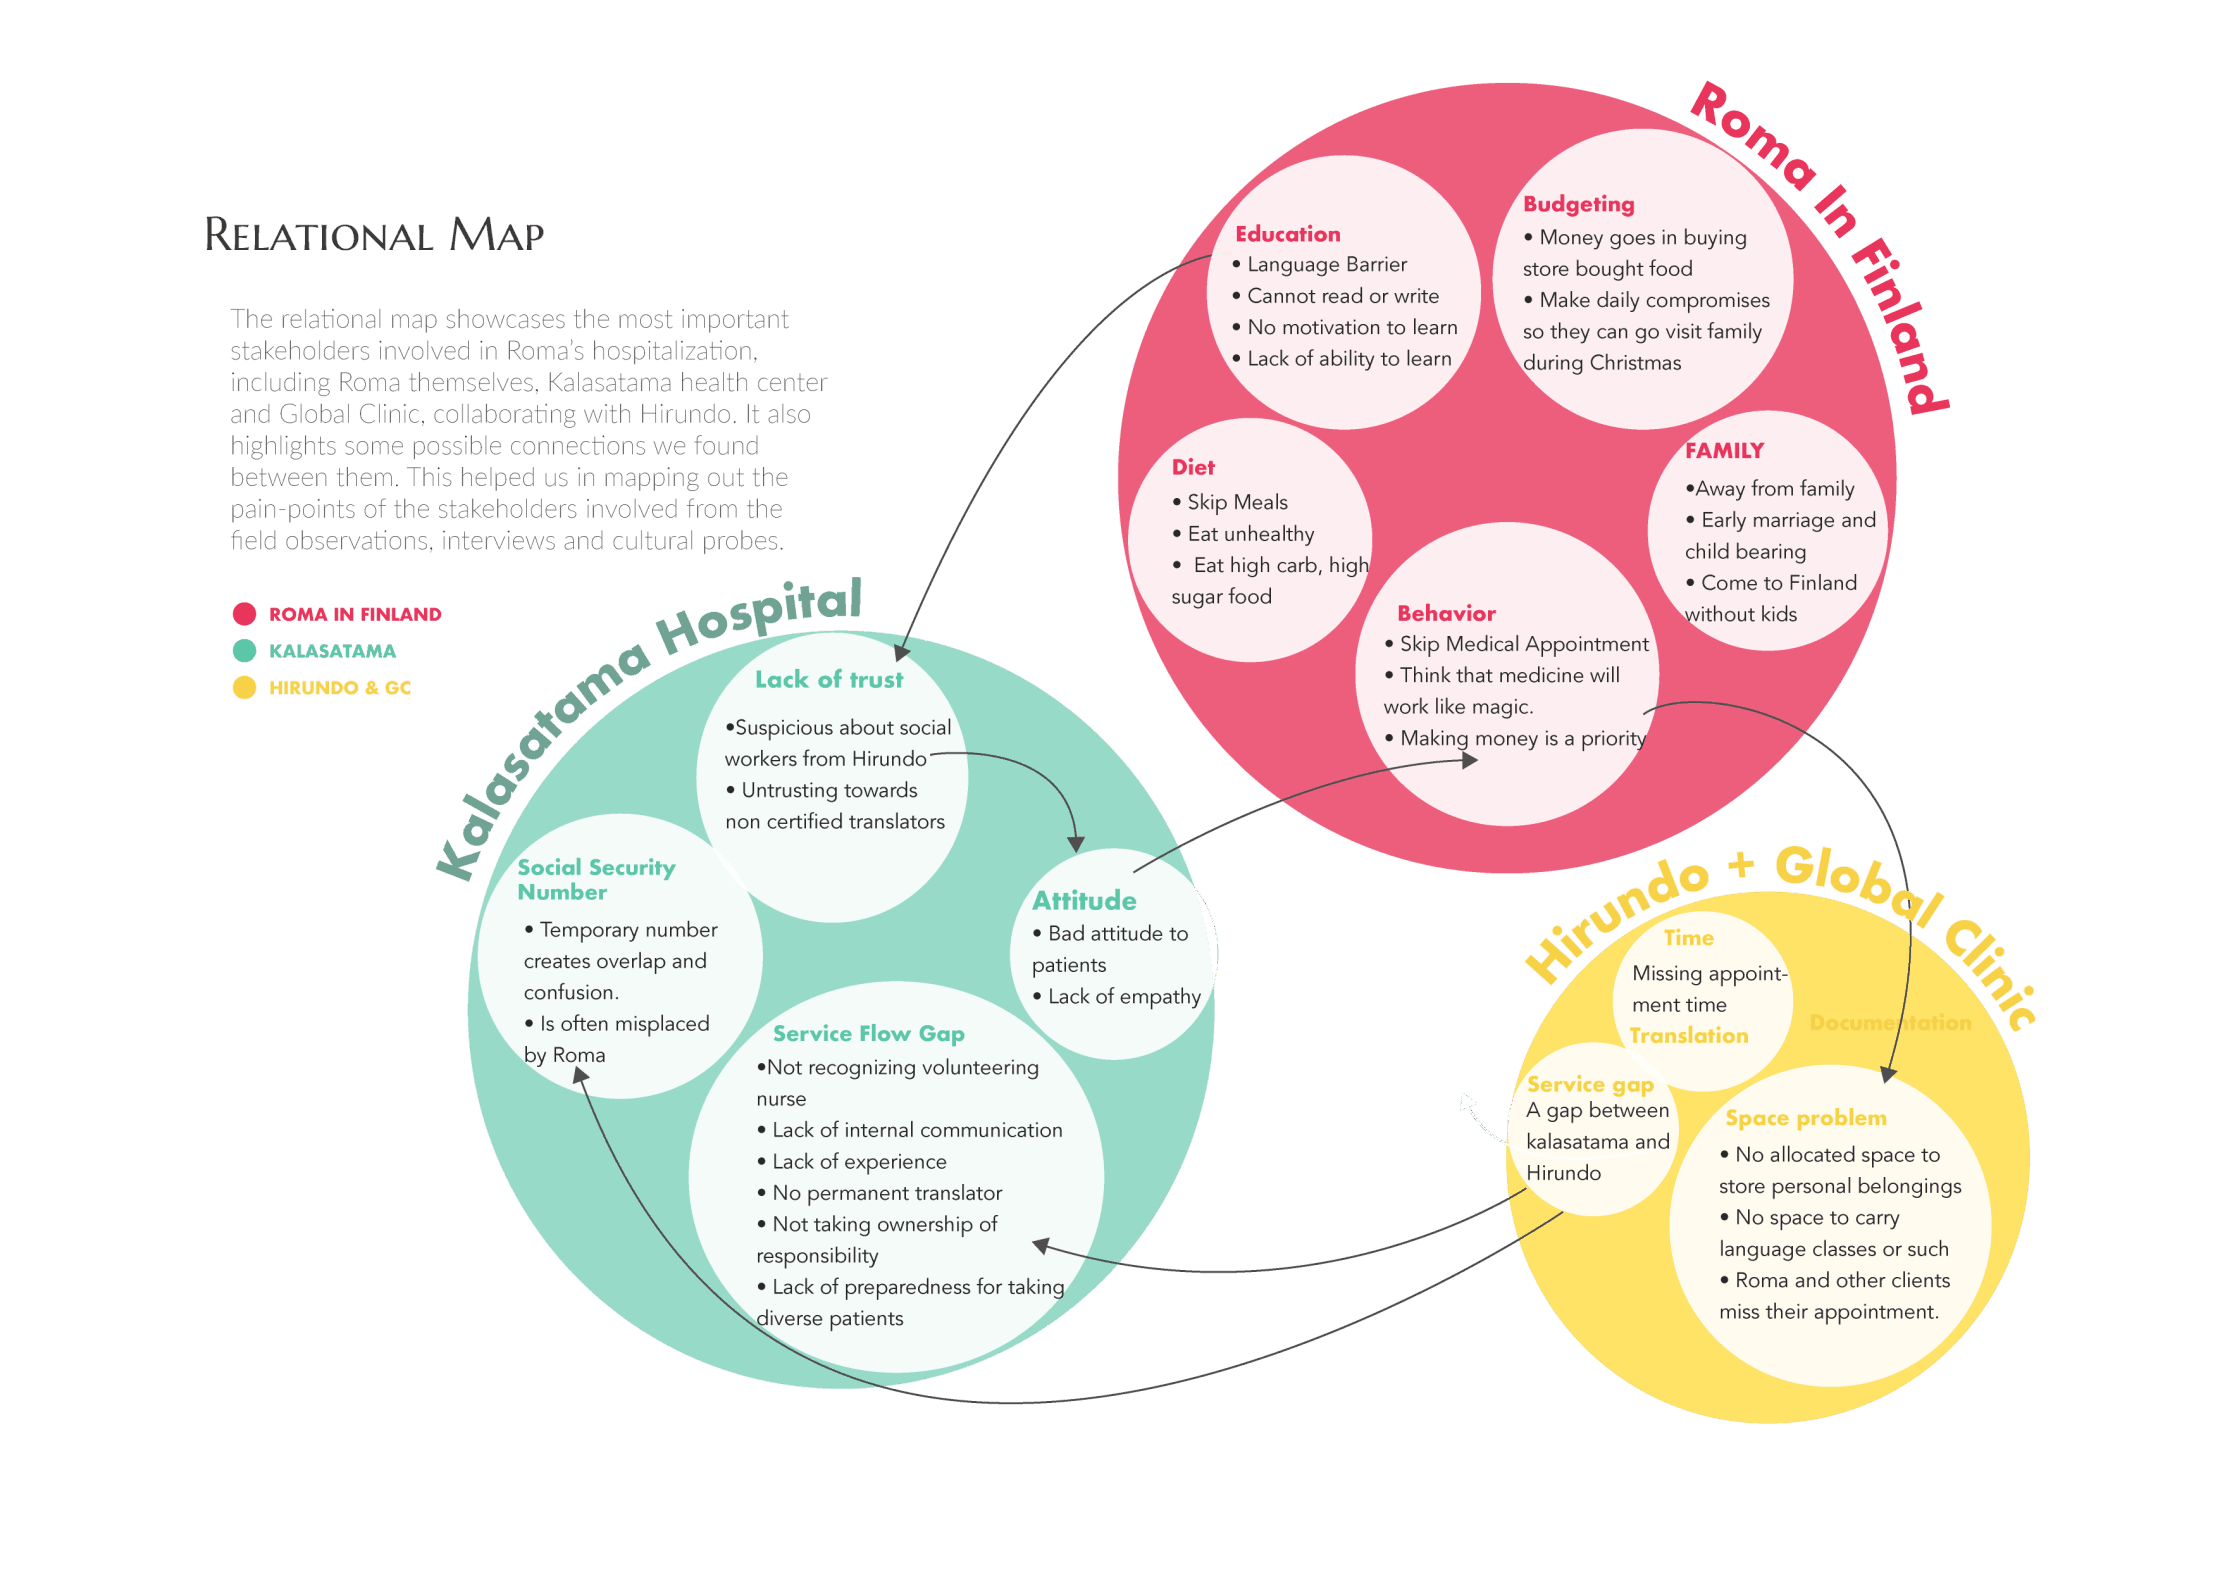 Relational Map
The relational map showcases the most important
stakeholders involved in Roma's hospitalization,
including Roma themselves, Kalasatama health center
and Global Clinic, collaborating with Hirundo. It also
highlights some possible connections we found
between them. This helped us in mapping out the
pain-points of the stakeholders involved from the
field observations, interviews and cultural probes.
ROMA IN FINLAND
KALASATAMA
HIRUNDO & GC
Roma In Finland
Education
• Language Barrier
• Cannot read or write
• No motivation to learn
• Lack of ability to learn
Budgeting
• Money goes in buying
store bought food
• Make daily compromises
so they can go visit family
during Christmas
Diet
• Skip Meals
• Eat unhealthy
• Eat high carb, high
sugar food
FAMILY
•Away from family
• Early marriage and
child bearing
• Come to Finland
without kids
Behavior
• Skip Medical Appointment
• Think that medicine will
work like magic.
• Making money is a priority
Kalasatama Hospital
Lack of trust
•Suspicious about social
workers from Hirundo
• Untrusting towards
non certified translators
Social Security
Number
• Temporary number
creates overlap and
confusion.
• Is often misplaced
by Roma
Attitude
• Bad attitude to
patients
• Lack of empathy
Service Flow Gap
•Not recognizing volunteering
nurse
• Lack of internal communication
• Lack of experience
• No permanent translator
• Not taking ownership of
responsibility
• Lack of preparedness for taking
diverse patients
Hirundo + Global Clinic
Time
Missing appoint-
ment time
Translation
Documentation
Service gap
A gap between
kalasatama and
Hirundo
Space problem
• No allocated space to
store personal belongings
• No space to carry
language classes or such
• Roma and other clients
miss their appointment.